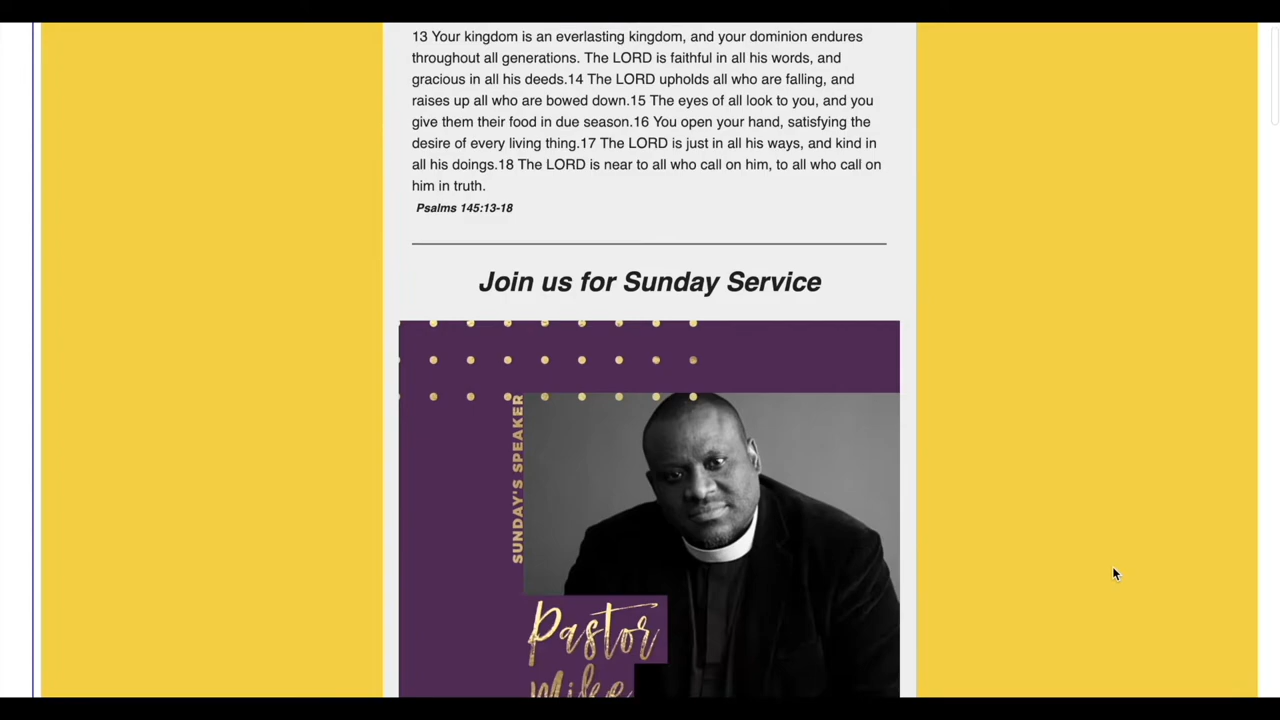 13 Your kingdom is an everlasting kingdom, and your dominion endures
throughout all generations. The LORD is faithful in all his words, and
gracious in all his deeds.14 The LORD upholds all who are falling, and
raises up all who are bowed down.15 The eyes of all look to you, and you
give them their food in due season.16 You open your hand, satisfying the
desire of every living thing.17 The LORD is just in all his ways, and kind in
all his doings.18 The LORD is near to all who call on him, to all who call on
him in truth.
Psalms 145:13-18
Join us for Sunday Service
SUNDAY'S SPEAKER
Pastor
Mike